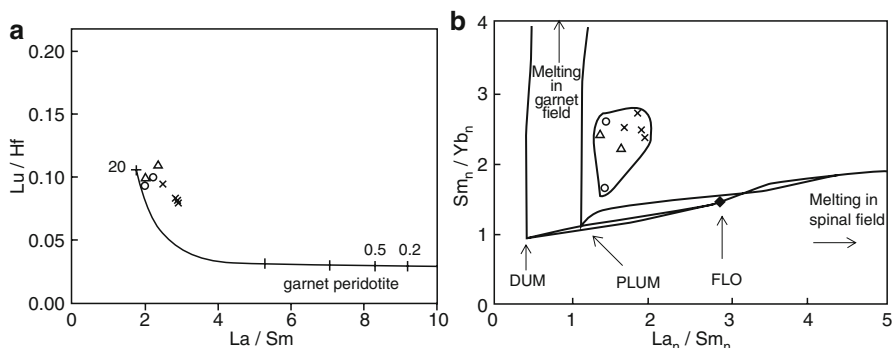 a
0.20
0.15
0.10
0.05
0.00
Lu / Hf
20
0.5 0.2
garnet peridotite
0 2 4 6 8 10
La / Sm
b
4
3
2
1
0
Smn / Ybn
Melting
in
garnet
field
Melting in
spinal field
DUM
PLUM
FLO
1 2 3 4 5
Lan / Smn